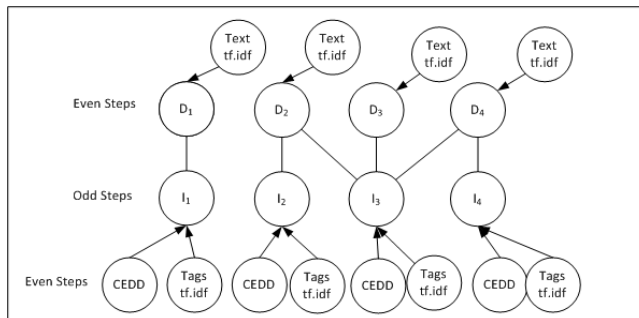 Text
tf.idf
Text
tf.idf
Text
tf.idf
Text
tf.idf
Even Steps
D1
D2
D3
D4
Odd Steps
I1
I2
I3
I4
Even Steps
CEDD
Tags
tf.idf
CEDD
Tags
tf.idf
CEDD
Tags
tf.idf
CEDD
Tags
tf.idf